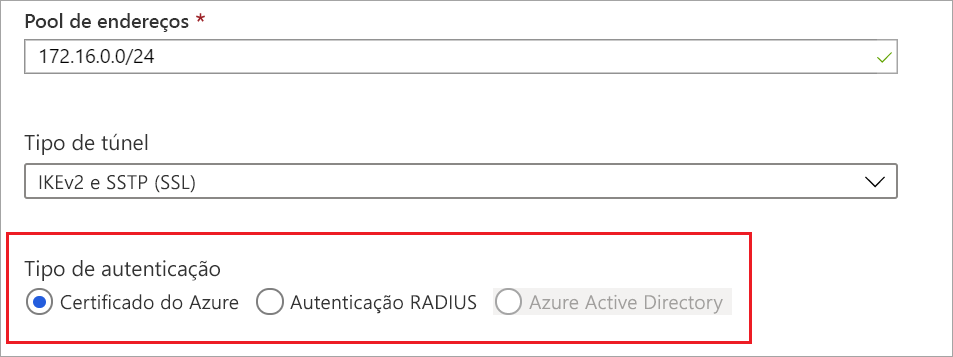 Pool de endereços *
172.16.0.0/24
Tipo de túnel
IKEv2 e SSTP (SSL)
Tipo de autenticação
Certificado do Azure Autenticação RADIUS Azure Active Directory